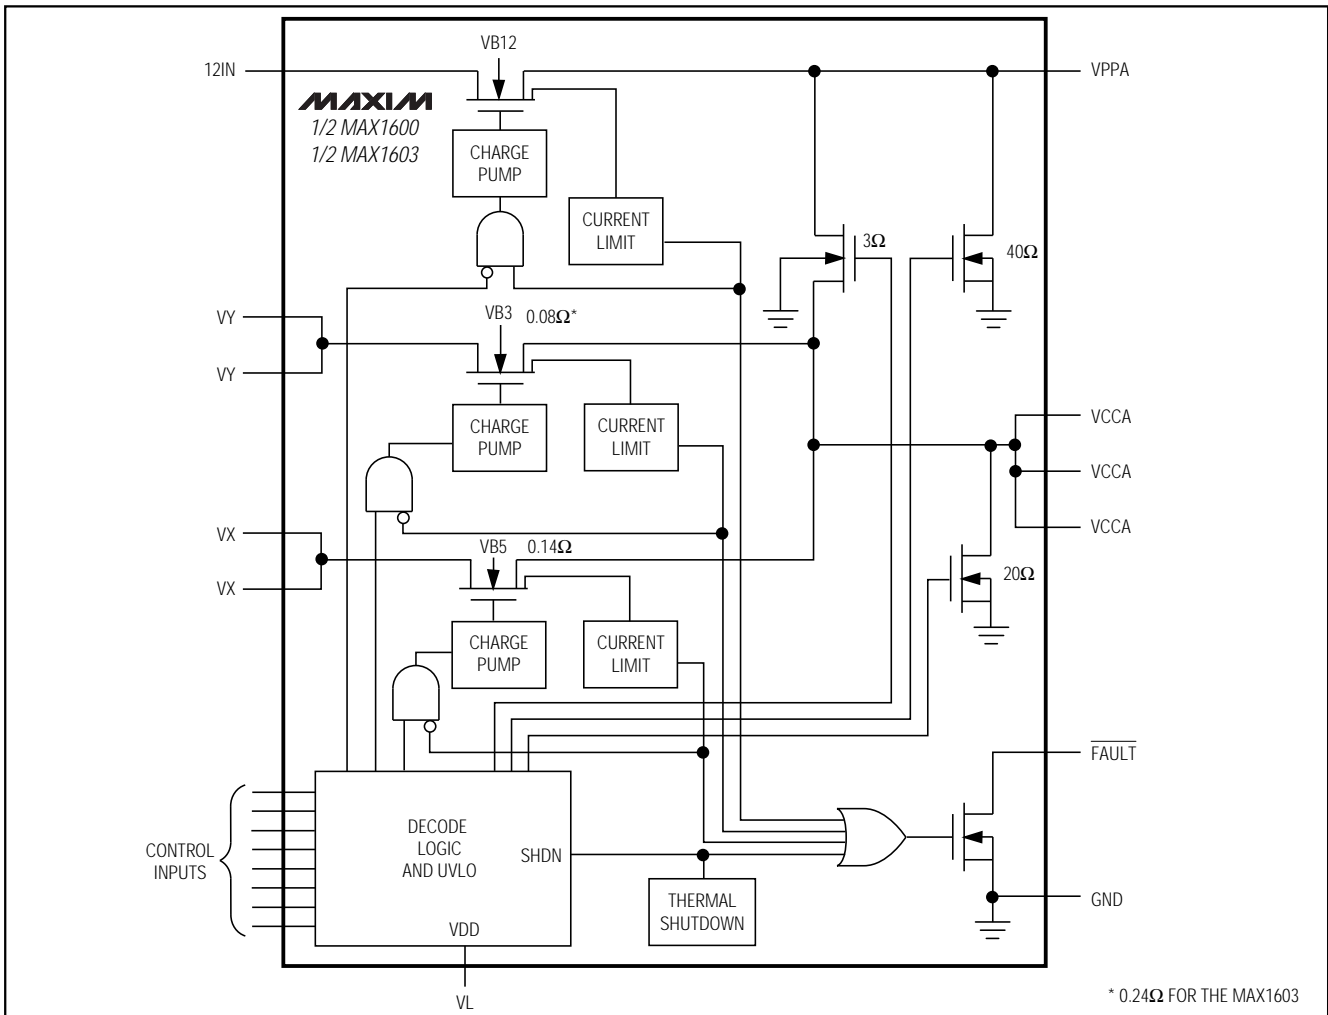 VB12
12IN
VPPA
MAXIM
1/2 MAX1600
1/2 MAX1603
CHARGE
PUMP
CURRENT
LIMIT
3Ω
40Ω
VY
VB3
0.08Ω*
VY
CHARGE
PUMP
CURRENT
LIMIT
VCCA
VCCA
VCCA
VX
VB5
0.14Ω
VX
20Ω
CHARGE
PUMP
CURRENT
LIMIT
FAULT
CONTROL
INPUTS
DECODE
LOGIC
AND UVLO
SHDN
THERMAL
SHUTDOWN
GND
VDD
VL
* 0.24Ω FOR THE MAX1603